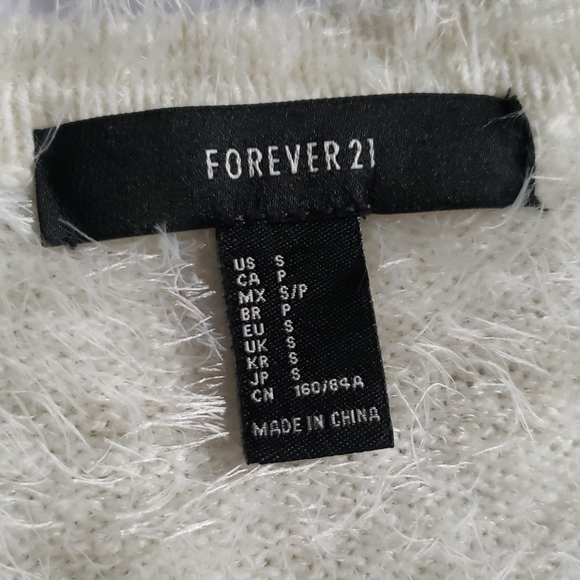 FOREVER 21
US S
CA P
MX S/P
BR P
EU S
UK S
KR S
JP S
CN 160/84A
MADE IN CHINA